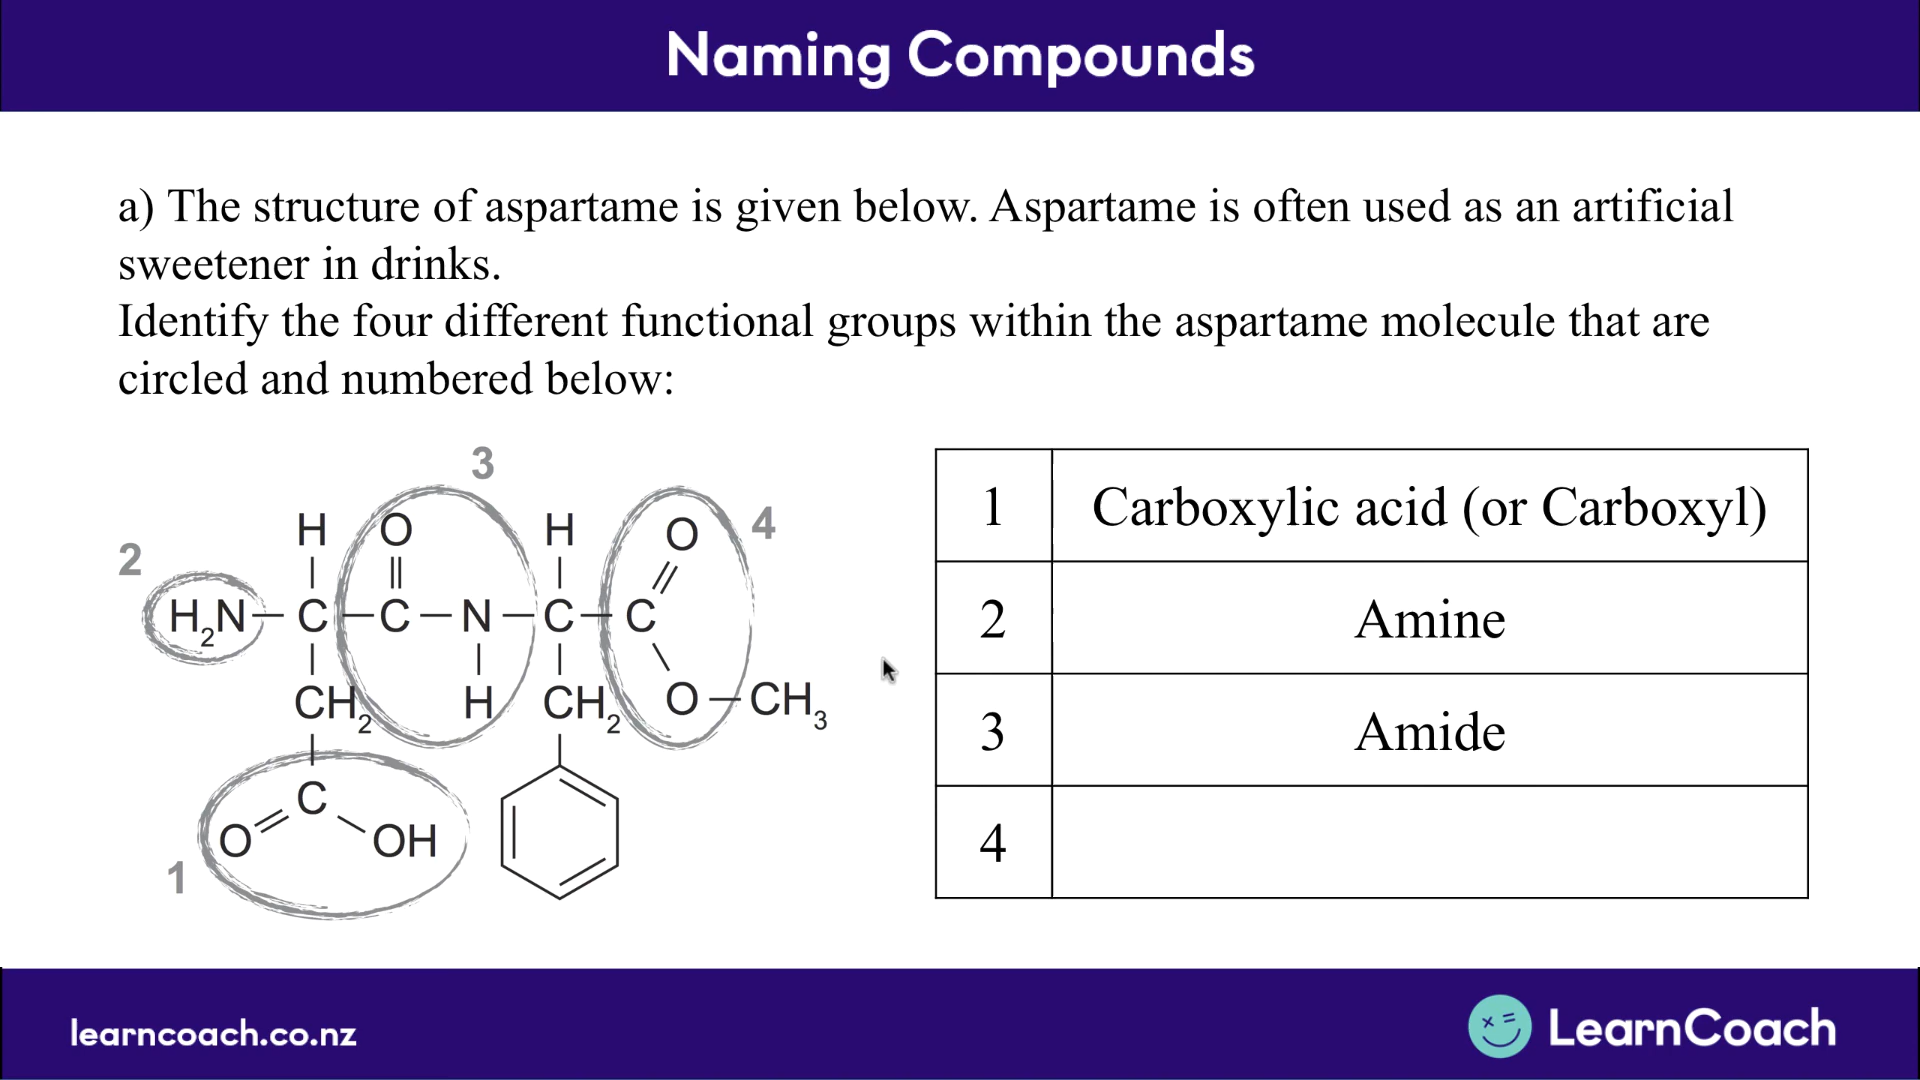 Naming Compounds
a) The structure of aspartame is given below. Aspartame is often used as an artificial
sweetener in drinks.
Identify the four different functional groups within the aspartame molecule that are
circled and numbered below:
3
H O H O 4
2
H₂N C C N C C
CH₂ H CH₂ O CH₃
C
O OH
1
1 Carboxylic acid (or Carboxyl)
2 Amine
3 Amide
4
learncoach.co.nz
LearnCoach